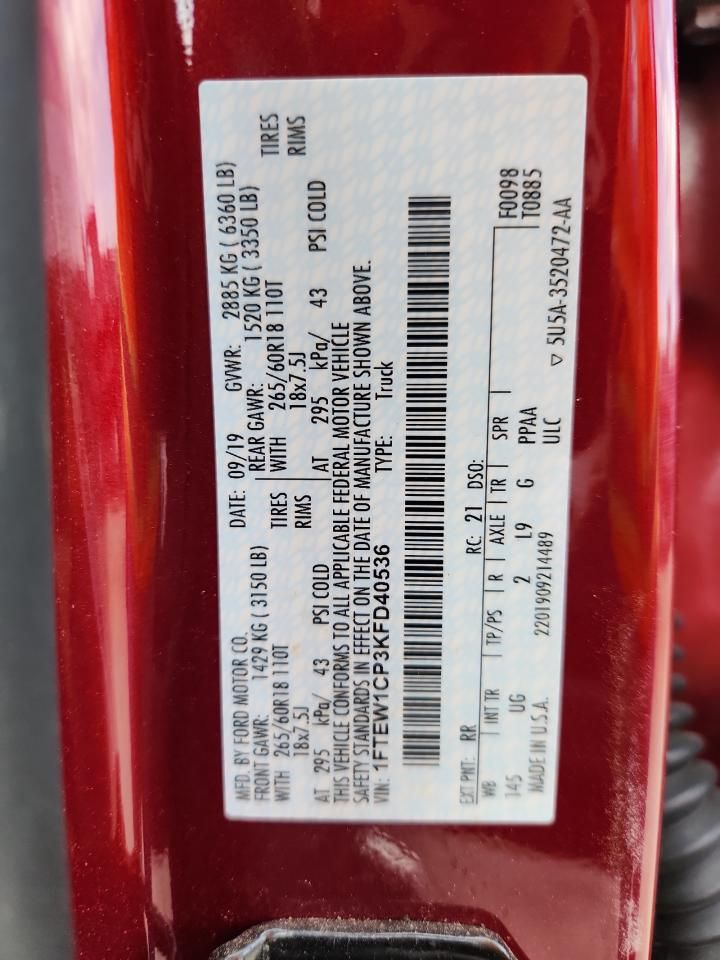 MFD. BY FORD MOTOR CO.
DATE: 09/19 GVWR: 2885 KG ( 6360 LB)
FRONT GAWR: 1429 KG ( 3150 LB) REAR GAWR: 1520 KG ( 3350 LB)
WITH 265/60R18 110T TIRES WITH 265/60R18 110T TIRES
18x7.5J RIMS 18x7.5J RIMS
AT 295 kPa/ 43 PSI COLD AT 295 kPa/ 43 PSI COLD
THIS VEHICLE CONFORMS TO ALL APPLICABLE FEDERAL MOTOR VEHICLE
SAFETY STANDARDS IN EFFECT ON THE DATE OF MANUFACTURE SHOWN ABOVE.
VIN: 1FTEW1CP3KFD40536 TYPE: Truck
EXT PNT: RR RC: 21 DSO: F0098
WB INT TR TP/PS R AXLE TR SPR T0885
145 UG 2 L9 G PPAA
2201909214489 ULC
MADE IN U.S.A. ▽ 5U5A-3520472-AA